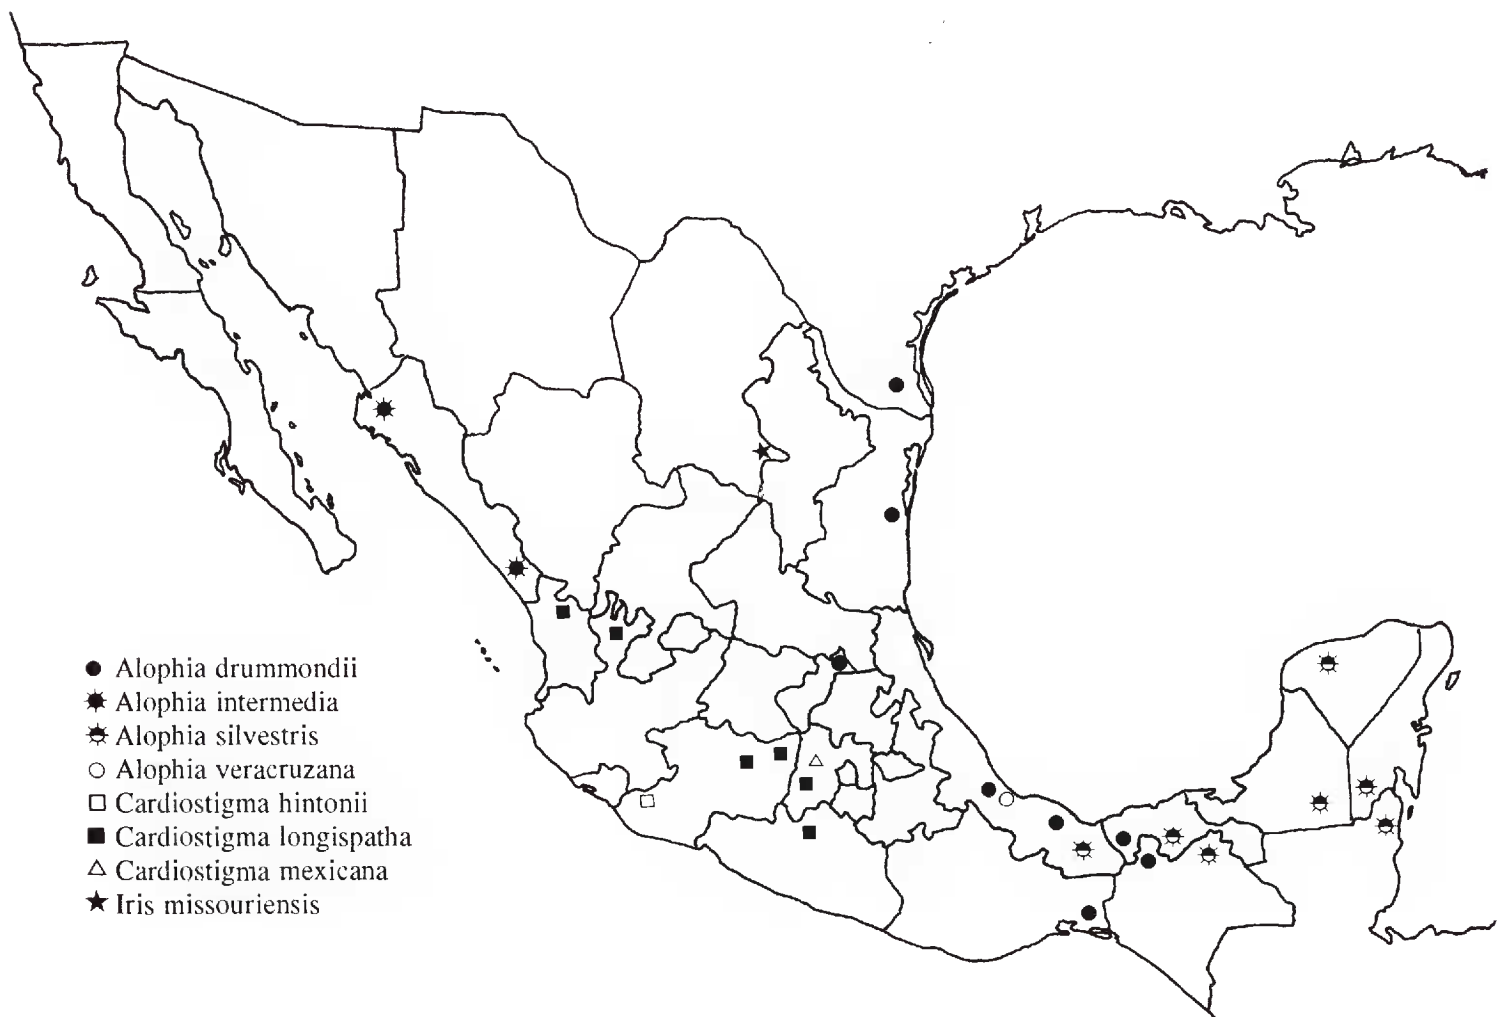 Alophia drummondii
Alophia intermedia
Alophia silvestris
Alophia veracruzana
Cardiostigma hintonii
Cardiostigma longispatha
Cardiostigma mexicana
Iris missouriensis